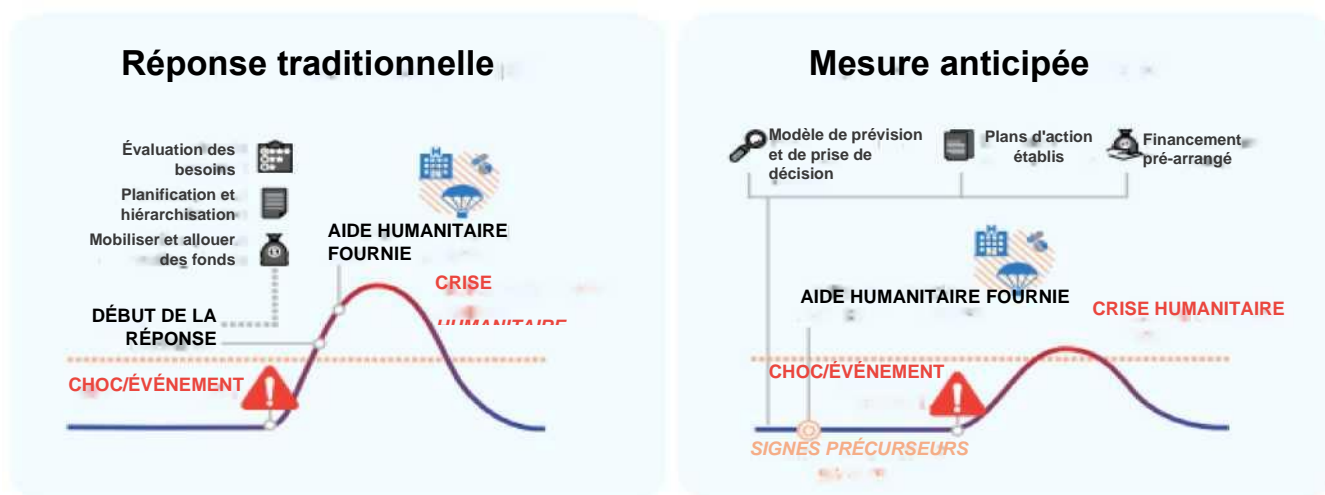 Réponse traditionnelle
Évaluation des
besoins
Planification et
hiérarchisation
Mobiliser et allouer
des fonds
AIDE HUMANITAIRE
FOURNIE
CRISE
HUMANITAIRE
DÉBUT DE LA
RÉPONSE
CHOC/ÉVÉNEMENT
Mesure anticipée
Modèle de prévision
et de prise de
décision
Plans d'action
établis
Financement
pré-arrangé
AIDE HUMANITAIRE FOURNIE
CRISE HUMANITAIRE
CHOC/ÉVÉNEMENT
SIGNES PRÉCURSEURS